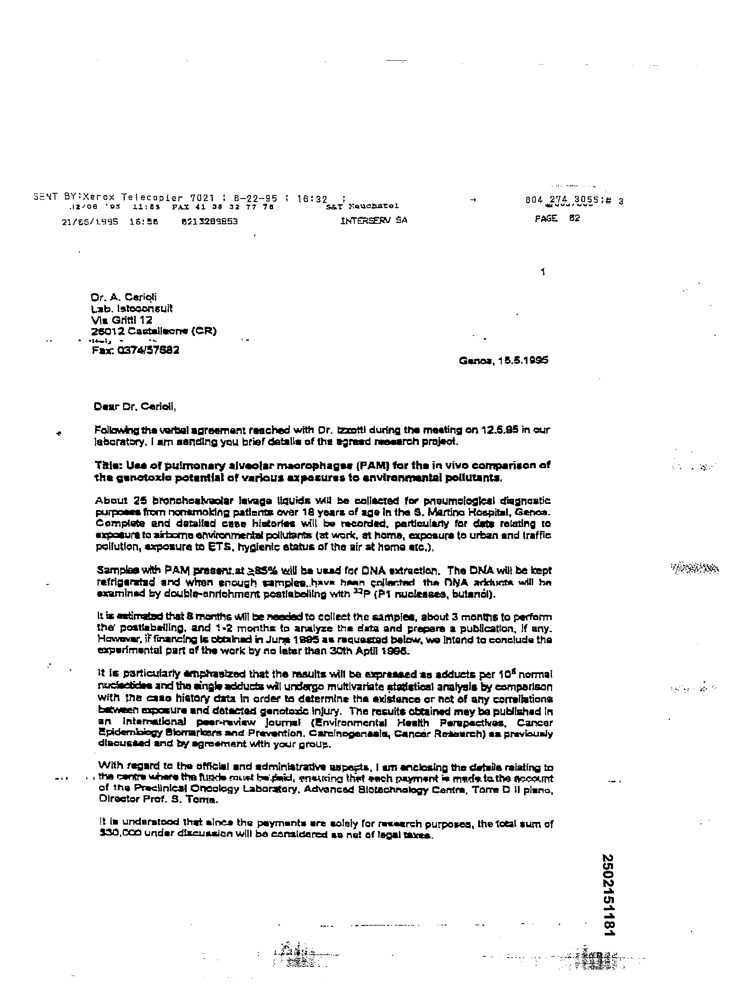 SENT BY:Xerox Telecopier 7021 ; 6-22-95 ; 16:32 ;
804 274 3055;# 3
12/06 '95 11:55 FAX 41 38 32 77 78 S&T Neuchatel
21/05/1995 16:58 0213209853 INTERSERV SA PAGE 02
1
Dr. A. Cerioli
Lab. Istoconsult
Via Gritti 12
26012 Castelleone (CR)
Italy
Fax: 0374/57682
Genoa, 15.5.1995
Dear Dr. Cerioli,
Following the verbal agreement reached with Dr. Izzotti during the meeting on 12.5.95 in our
laboratory, I am sending you brief details of the agreed research project.
Title: Use of pulmonary alveolar macrophages (PAM) for the in vivo comparison of
the genotoxic potential of various exposures to environmental pollutants.
About 25 bronchoalveolar lavage liquids will be collected for pneumological diagnostic
purposes from nonsmoking patients over 18 years of age in the S. Martino Hospital, Genoa.
Complete and detailed case histories will be recorded, particularly for data relating to
exposure to airborne environmental pollutants (at work, at home, exposure to urban and traffic
pollution, exposure to ETS, hygienic status of the air at home etc.).
Samples with PAM present at ≥85% will be used for DNA extraction. The DNA will be kept
refrigerated and when enough samples have been collected the DNA adducts will be
examined by double-enrichment postlabelling with ³²P (P1 nucleases, butanol).
It is estimated that 8 months will be needed to collect the samples, about 3 months to perform
the postlabelling, and 1-2 months to analyze the data and prepare a publication, if any.
However, if financing is obtained in June 1995 as requested below, we intend to conclude the
experimental part of the work by no later than 30th April 1996.
It is particularly emphasized that the results will be expressed as adducts per 10⁸ normal
nucleotides and the single adducts will undergo multivariate statistical analysis by comparison
with the case history data in order to determine the existence or not of any correlations
between exposure and detected genotoxic injury. The results obtained may be published in
an international peer-review journal (Environmental Health Perspectives, Cancer
Epidemiology Biomarkers and Prevention, Carcinogenesis, Cancer Research) as previously
discussed and by agreement with your group.
With regard to the official and administrative aspects, I am enclosing the details relating to
the centre where the funds must be paid, ensuring that each payment is made to the account
of the Preclinical Oncology Laboratory, Advanced Biotechnology Centre, Torre D II piano,
Director Prof. S. Toma.
It is understood that since the payments are solely for research purposes, the total sum of
$30,000 under discussion will be considered as net of legal taxes.
2502151181